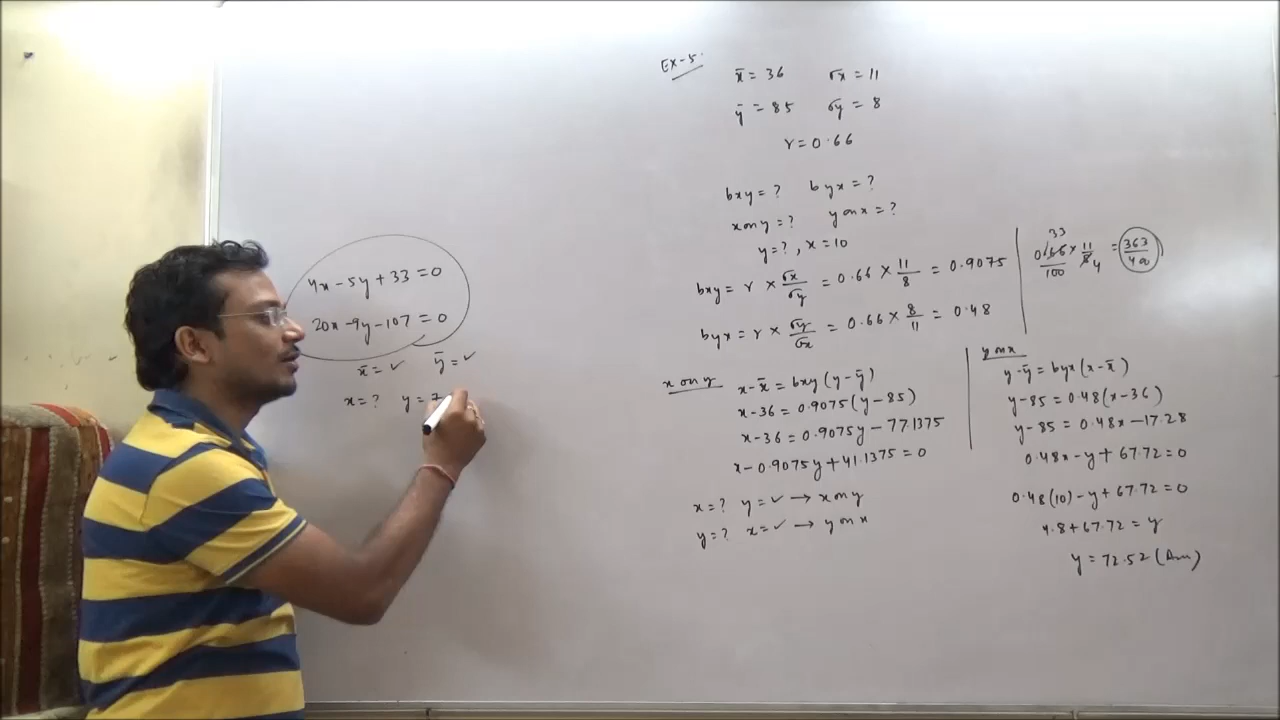 4x-5y+33=0
20x-9y-107=0
x̄=✓ ȳ=✓
x=? y=7
Ex-5.
x̄=36 σx=11
ȳ=85 σy=8
r=0.66
bxy=? byx=?
x on y=? y on x=?
y=?, x=10
bxy = r × σx/σy = 0.66 × 11/8 = 0.9075
byx = r × σy/σx = 0.66 × 8/11 = 0.48
33
0.66/100 × 11/8 4 = 363/400
x on y
x-x̄=bxy(y-ȳ)
x-36=0.9075(y-85)
x-36=0.9075y-77.1375
x-0.9075y+41.1375=0
x=? y=✓ → x on y
y=? x=✓ → y on x
y on x
y-ȳ=byx(x-x̄)
y-85=0.48(x-36)
y-85=0.48x-17.28
0.48x-y+67.72=0
0.48(10)-y+67.72=0
4.8+67.72=y
y=72.52(Ans)